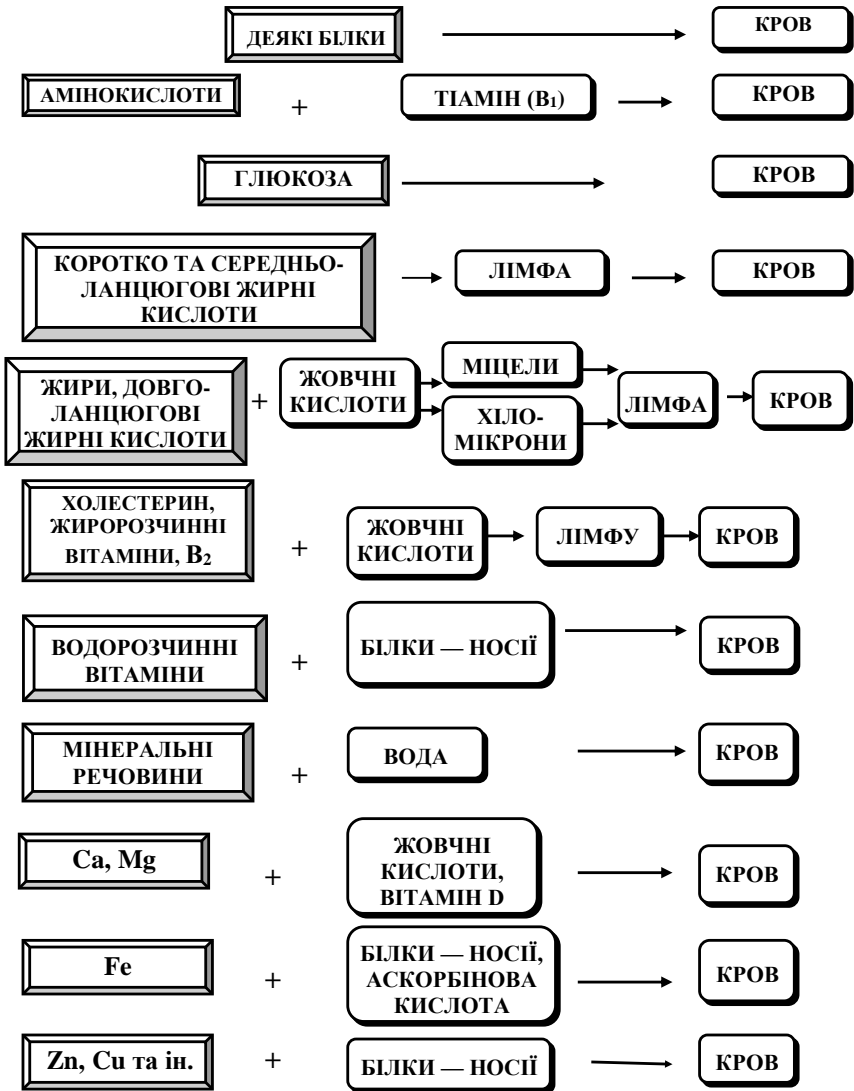 ДЕЯКІ БІЛКИ
КРОВ
АМІНОКИСЛОТИ + ТІАМІН (В₁)
КРОВ
ГЛЮКОЗА
КРОВ
КОРОТКО ТА СЕРЕДНЬО-
ЛАНЦЮГОВІ ЖИРНІ
КИСЛОТИ
ЛІМФА
КРОВ
ЖИРИ, ДОВГО-
ЛАНЦЮГОВІ
ЖИРНІ КИСЛОТИ
+
ЖОВЧНІ
КИСЛОТИ
МІЦЕЛИ
ХІЛО-
МІКРОНИ
ЛІМФА
КРОВ
ХОЛЕСТЕРИН,
ЖИРОРОЗЧИННІ
ВІТАМІНИ, В₂
+
ЖОВЧНІ
КИСЛОТИ
ЛІМФУ
КРОВ
ВОДОРОЗЧИННІ
ВІТАМІНИ
+
БІЛКИ — НОСІЇ
КРОВ
МІНЕРАЛЬНІ
РЕЧОВИНИ
+
ВОДА
КРОВ
Ca, Mg
+
ЖОВЧНІ
КИСЛОТИ,
ВІТАМІН D
КРОВ
Fe
+
БІЛКИ — НОСІЇ,
АСКОРБІНОВА
КИСЛОТА
КРОВ
Zn, Cu та ін.
+
БІЛКИ — НОСІЇ
КРОВ